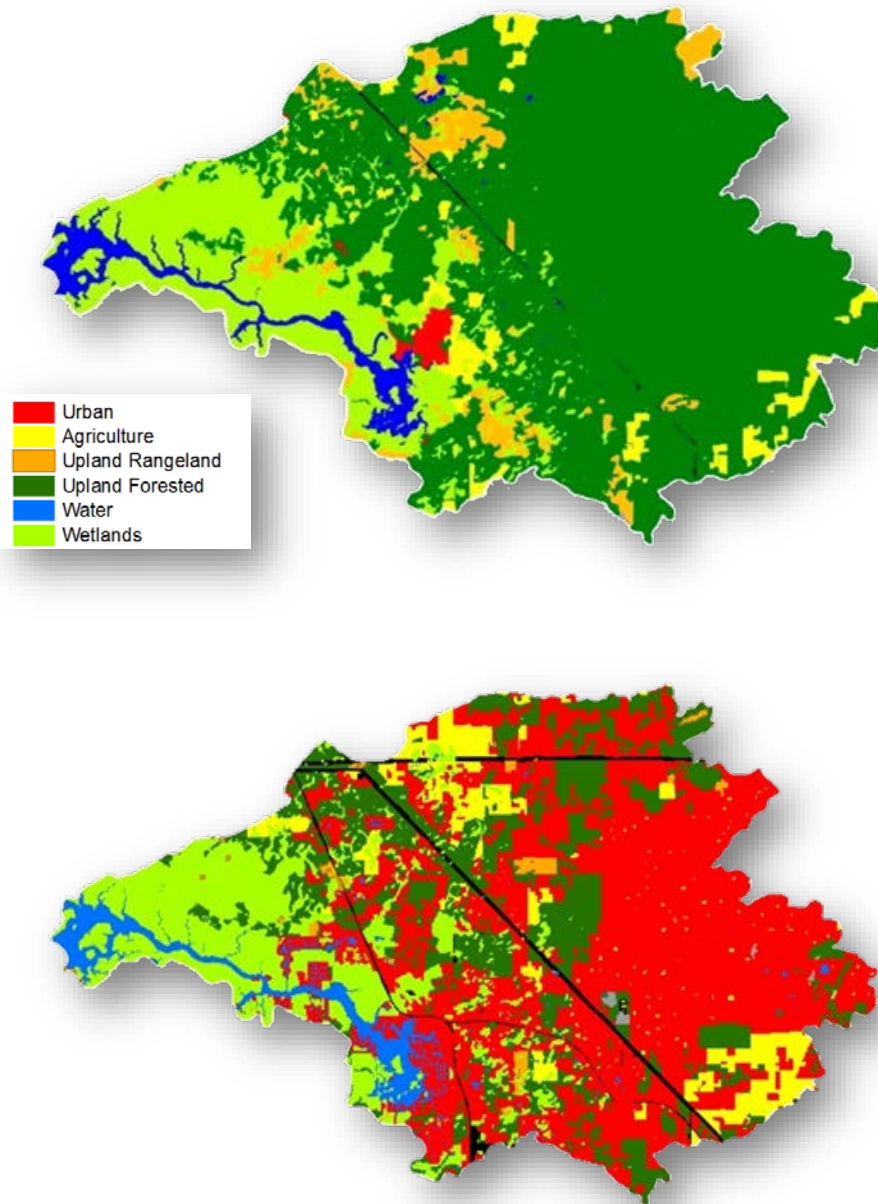 Urban
Agriculture
Upland Rangeland
Upland Forested
Water
Wetlands